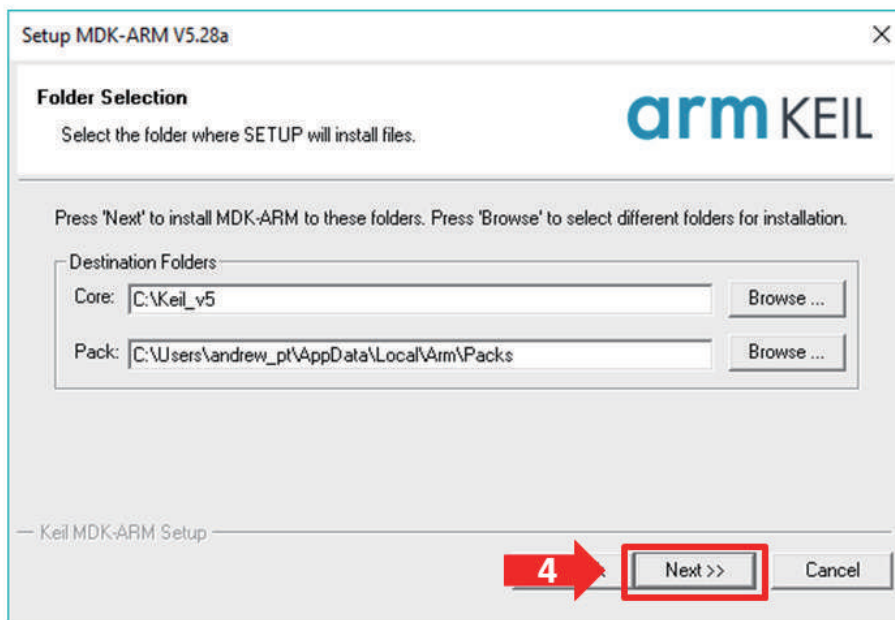 Setup MDK-ARM V5.28a
Folder Selection
Select the folder where SETUP will install files.
arm KEIL
Press 'Next' to install MDK-ARM to these folders. Press 'Browse' to select different folders for installation.
Destination Folders
Core: C:\Keil_v5 Browse ...
Pack: C:\Users\andrew_pt\AppData\Local\Arm\Packs Browse ...
Keil MDK-ARM Setup
4 Next >> Cancel